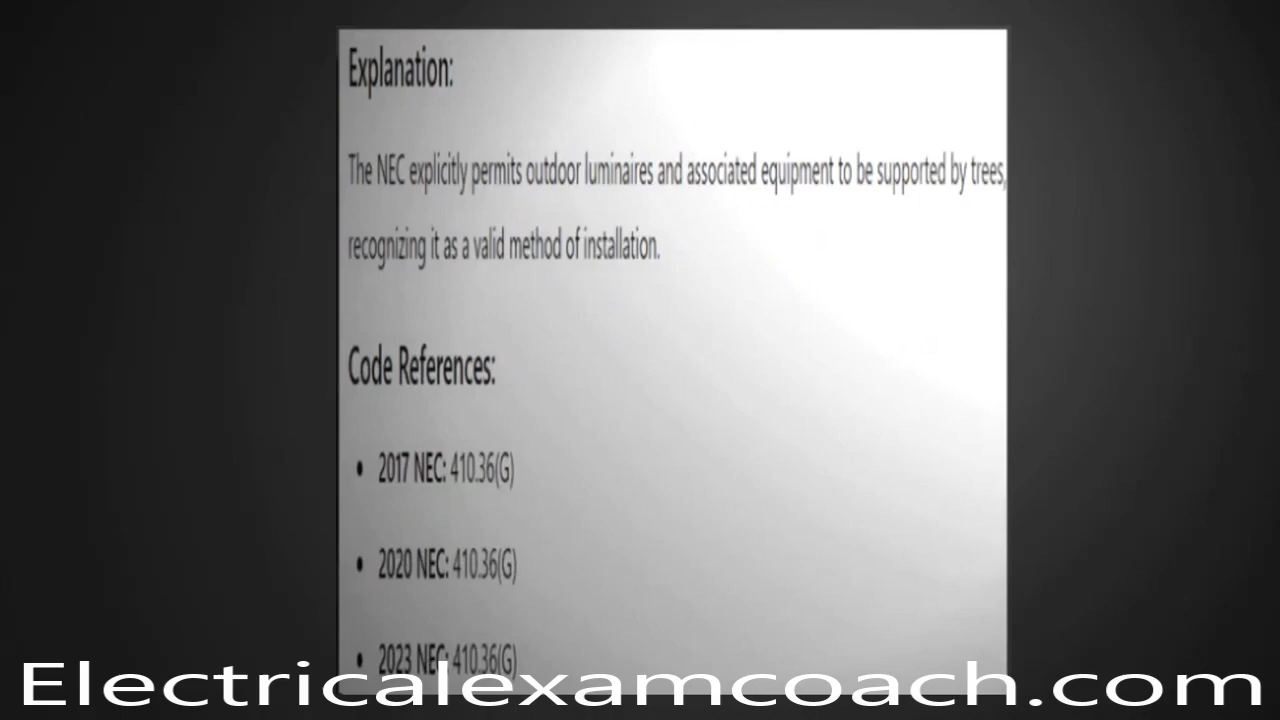 Explanation:
The NEC explicitly permits outdoor luminaires and associated equipment to be supported by trees,
recognizing it as a valid method of installation.
Code References:
• 2017 NEC: 410.36(G)
• 2020 NEC: 410.36(G)
• 2023 NEC: 410.36(G)
Electricalexamcoach.com